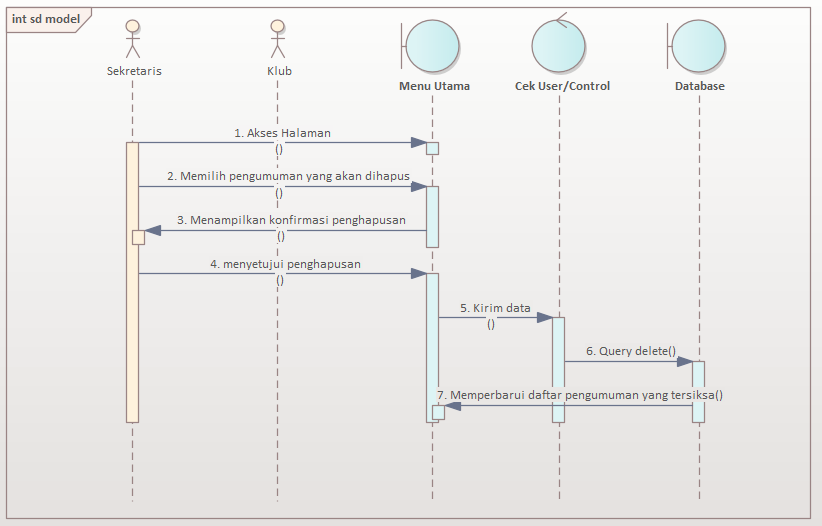 int sd model
Sekretaris
Klub
Menu Utama
Cek User/Control
Database
1. Akses Halaman
()
2. Memilih pengumuman yang akan dihapus
()
3. Menampilkan konfirmasi penghapusan
()
4. menyetujui penghapusan
()
5. Kirim data
()
6. Query delete()
7. Memperbarui daftar pengumuman yang tersiksa()